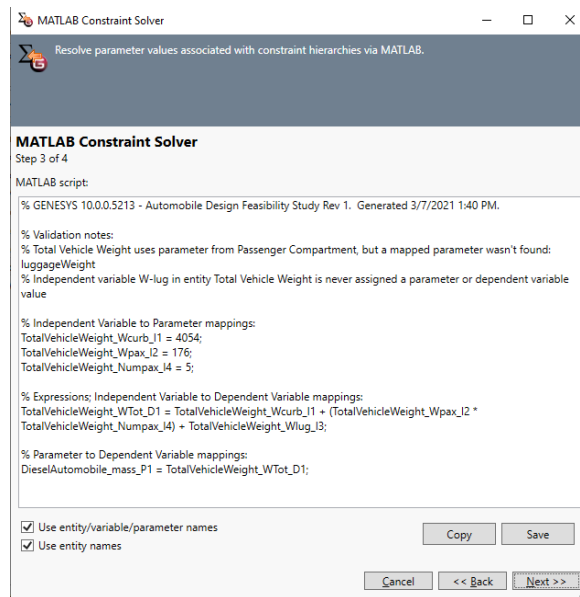 MATLAB Constraint Solver
Resolve parameter values associated with constraint hierarchies via MATLAB.
MATLAB Constraint Solver
Step 3 of 4
MATLAB script:
% GENESYS 10.0.0.5213 - Automobile Design Feasibility Study Rev 1.  Generated 3/7/2021 1:40 PM.
% Validation notes:
% Total Vehicle Weight uses parameter from Passenger Compartment, but a mapped parameter wasn't found:
luggageWeight
% Independent variable W-lug in entity Total Vehicle Weight is never assigned a parameter or dependent variable
value
% Independent Variable to Parameter mappings:
TotalVehicleWeight_Wcurb_I1 = 4054;
TotalVehicleWeight_Wpax_I2 = 176;
TotalVehicleWeight_Numpax_I4 = 5;
% Expressions; Independent Variable to Dependent Variable mappings:
TotalVehicleWeight_WTot_D1 = TotalVehicleWeight_Wcurb_I1 + (TotalVehicleWeight_Wpax_I2 *
TotalVehicleWeight_Numpax_I4) + TotalVehicleWeight_Wlug_I3;
% Parameter to Dependent Variable mappings:
DieselAutomobile_mass_P1 = TotalVehicleWeight_WTot_D1;
Use entity/variable/parameter names
Copy Save
Use entity names
Cancel << Back Next >>